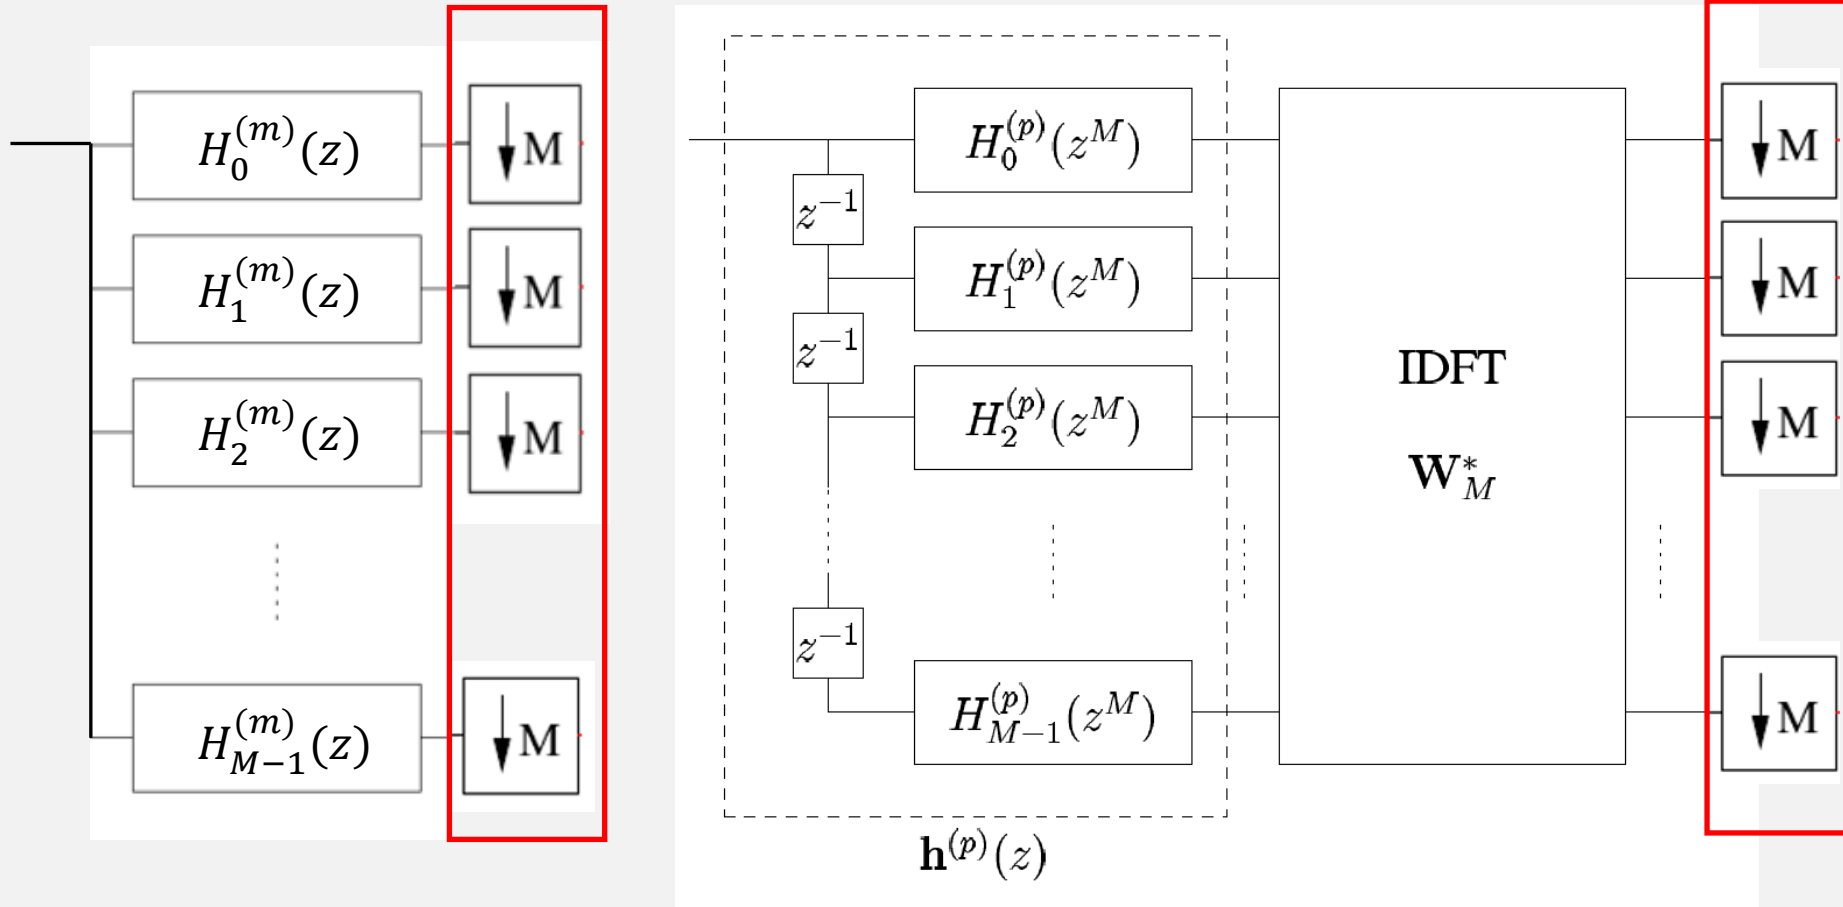 H_0^{(m)}(z)
↓M
H_1^{(m)}(z)
↓M
H_2^{(m)}(z)
↓M
H_{M−1}^{(m)}(z)
↓M
H_0^{(p)}(z^M)
z^{−1}
H_1^{(p)}(z^M)
z^{−1}
H_2^{(p)}(z^M)
z^{−1}
H_{M−1}^{(p)}(z^M)
h^{(p)}(z)
IDFT
W_M^*
↓M
↓M
↓M
↓M